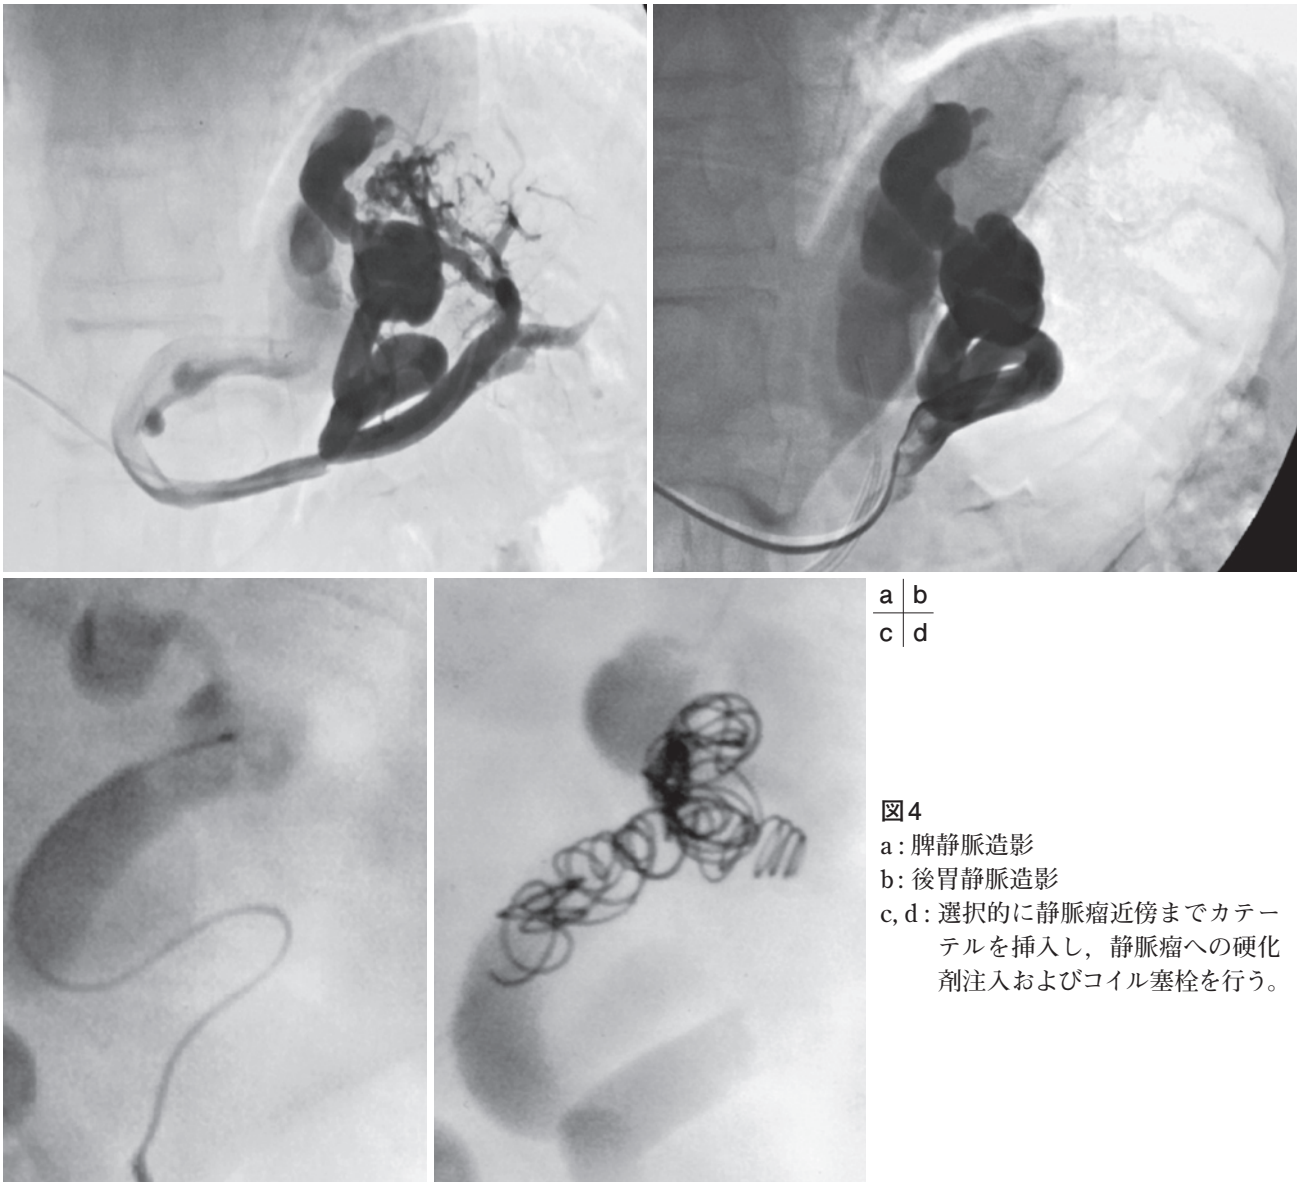 a b
c d
図4
a : 脾静脈造影
b : 後胃静脈造影
c, d : 選択的に静脈瘤近傍までカテー
テルを挿入し，静脈瘤への硬化
剤注入およびコイル塞栓を行う。